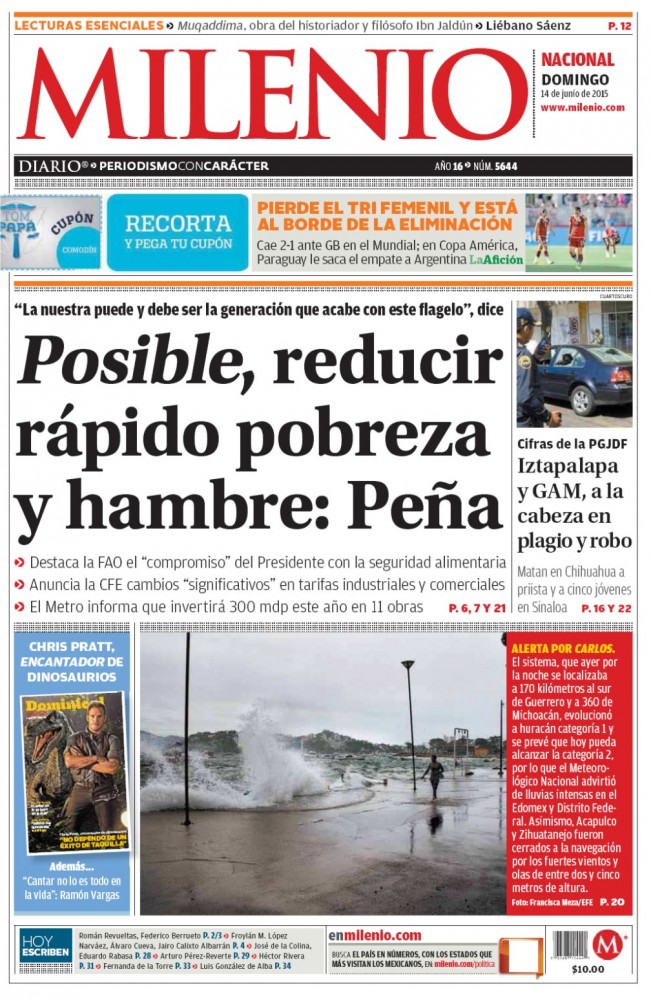 LECTURAS ESENCIALES Muqaddima, obra del historiador y filósofo Ibn Jaldún Liébano Sáenz P. 12
MILENIO
NACIONAL
DOMINGO
14 de junio de 2015
www.milenio.com
DIARIO® PERIODISMO CON CARÁCTER AÑO 16 NÚM. 5644
TOM
PAPÁ
CUPÓN
COMODÍN
RECORTA
Y PEGA TU CUPÓN
PIERDE EL TRI FEMENIL Y ESTÁ
AL BORDE DE LA ELIMINACIÓN
Cae 2-1 ante GB en el Mundial; en Copa América,
Paraguay le saca el empate a Argentina La Afición
CUARTOSCURO
“La nuestra puede y debe ser la generación que acabe con este flagelo”, dice
Posible, reducir
rápido pobreza
y hambre: Peña
Destaca la FAO el “compromiso” del Presidente con la seguridad alimentaria
Anuncia la CFE cambios “significativos” en tarifas industriales y comerciales
El Metro informa que invertirá 300 mdp este año en 11 obras P. 6, 7 Y 21
Cifras de la PGJDF
Iztapalapa
y GAM, a la
cabeza en
plagio y robo
Matan en Chihuahua a
priista y a cinco jóvenes
en Sinaloa P. 16 Y 22
CHRIS PRATT,
ENCANTADOR DE
DINOSAURIOS
Dominical
“NO DEPENDO DE UN
ÉXITO DE TAQUILLA”
Además...
“Cantar no lo es todo en
la vida”: Ramón Vargas
ALERTA POR CARLOS.
El sistema, que ayer por
la noche se localizaba
a 170 kilómetros al sur
de Guerrero y a 360 de
Michoacán, evolucionó
a huracán categoría 1 y
se prevé que hoy pueda
alcanzar la categoría 2,
por lo que el Meteoro-
lógico Nacional advirtió
de lluvias intensas en el
Edomex y Distrito Fede-
ral. Asimismo, Acapulco
y Zihuatanejo fueron
cerrados a la navegación
por los fuertes vientos y
olas de entre dos y cinco
metros de altura.
Foto: Francisca Meza/EFE P. 20
HOY
ESCRIBEN
Román Revueltas, Federico Berrueto P. 2/3 Froylán M. López
Narváez, Álvaro Cueva, Jairo Calixto Albarrán P. 4 José de la Colina,
Eduardo Rabasa P. 28 Arturo Pérez-Reverte P. 29 Héctor Rivera
P. 31 Fernanda de la Torre P. 33 Luis González de Alba P. 34
enmilenio.com
BUSCA EL PAÍS EN NÚMEROS, CON LOS ESTADOS QUE
MÁS VISITAN LOS MEXICANOS, EN: milenio.com/politica
$10.00
M